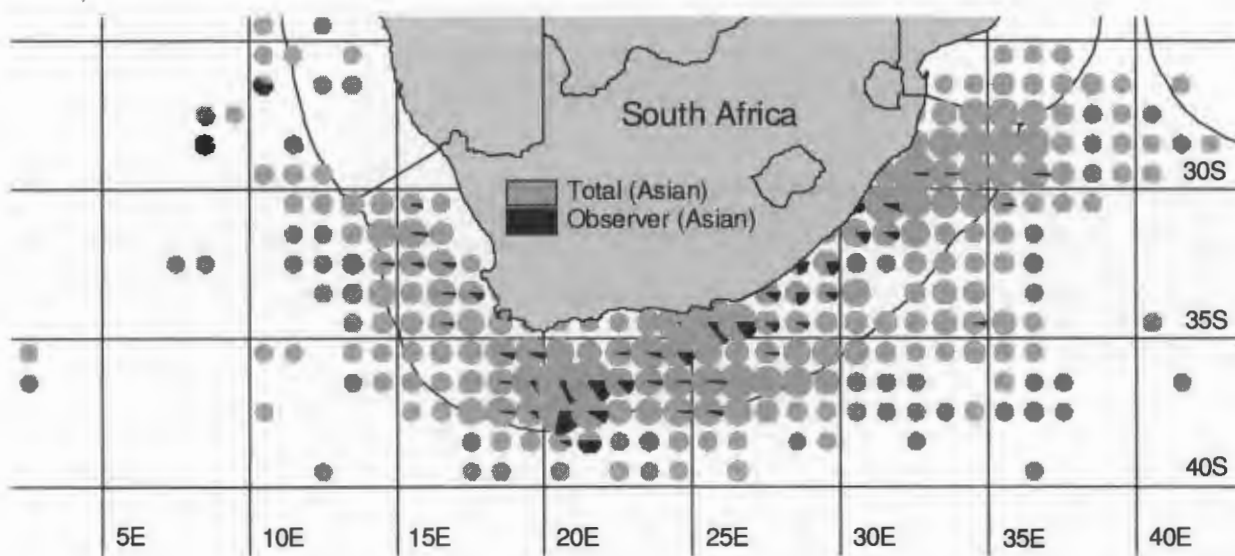 South Africa
Total (Asian)
Observer (Asian)
30S
35S
40S
5E 10E 15E 20E 25E 30E 35E 40E